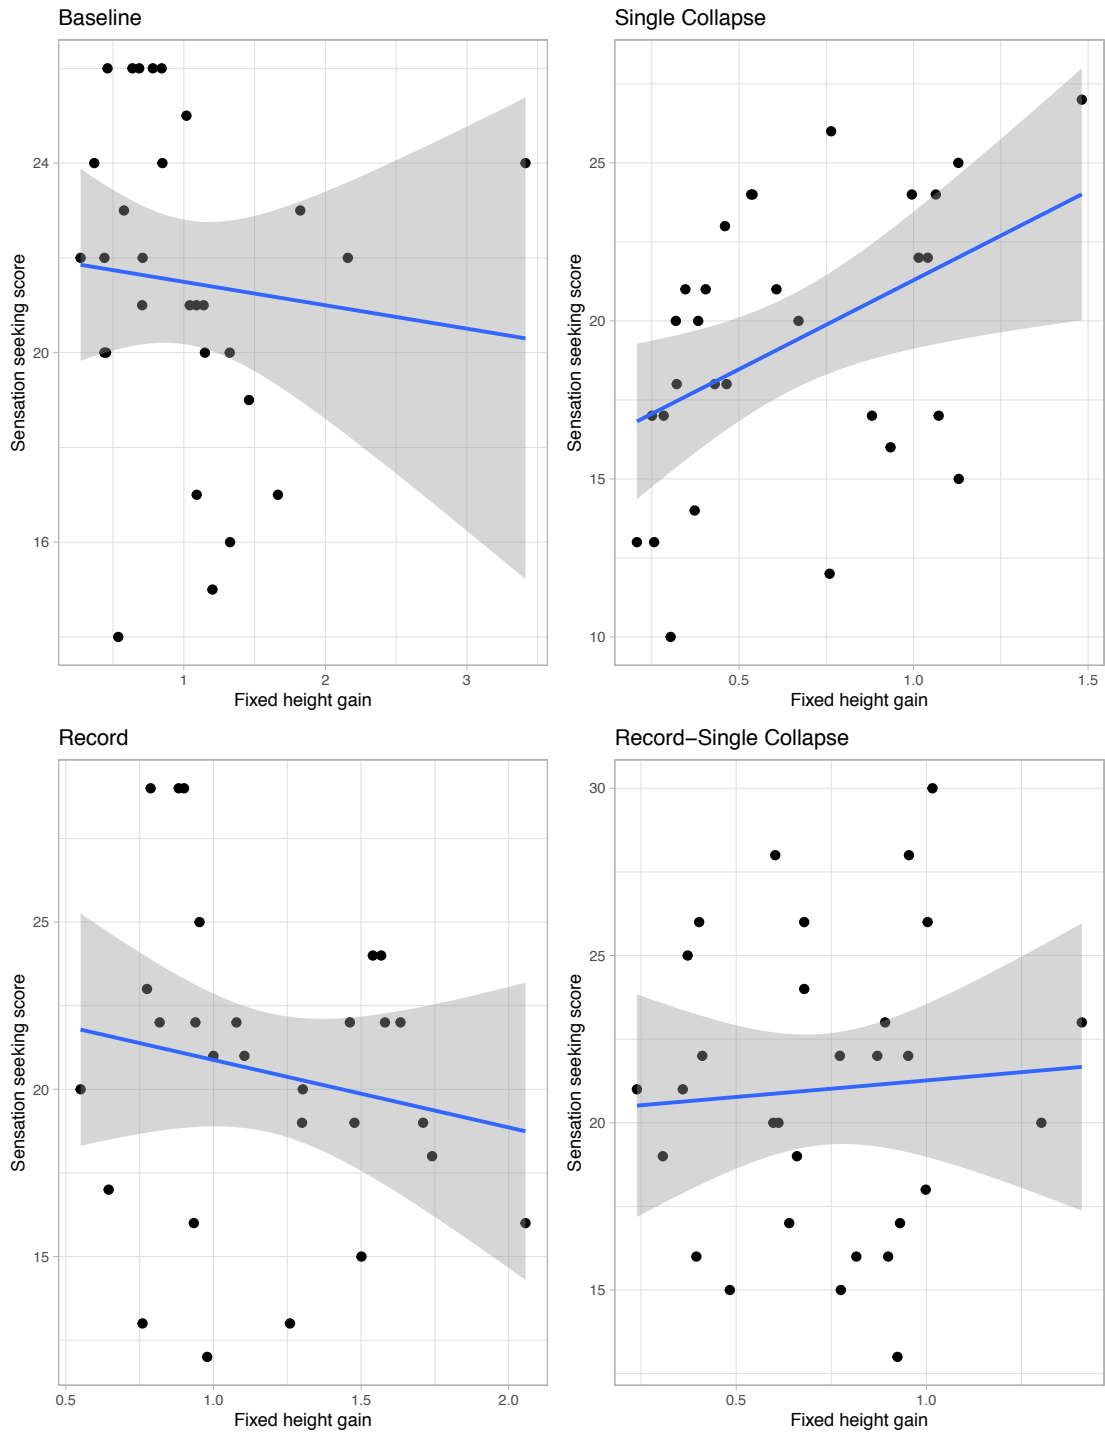 Baseline
Sensation seeking score
24
20
16
1 2 3
Fixed height gain
Single Collapse
Sensation seeking score
25
20
15
10
0.5 1.0 1.5
Fixed height gain
Record
Sensation seeking score
25
20
15
0.5 1.0 1.5 2.0
Fixed height gain
Record−Single Collapse
Sensation seeking score
30
25
20
15
0.5 1.0
Fixed height gain